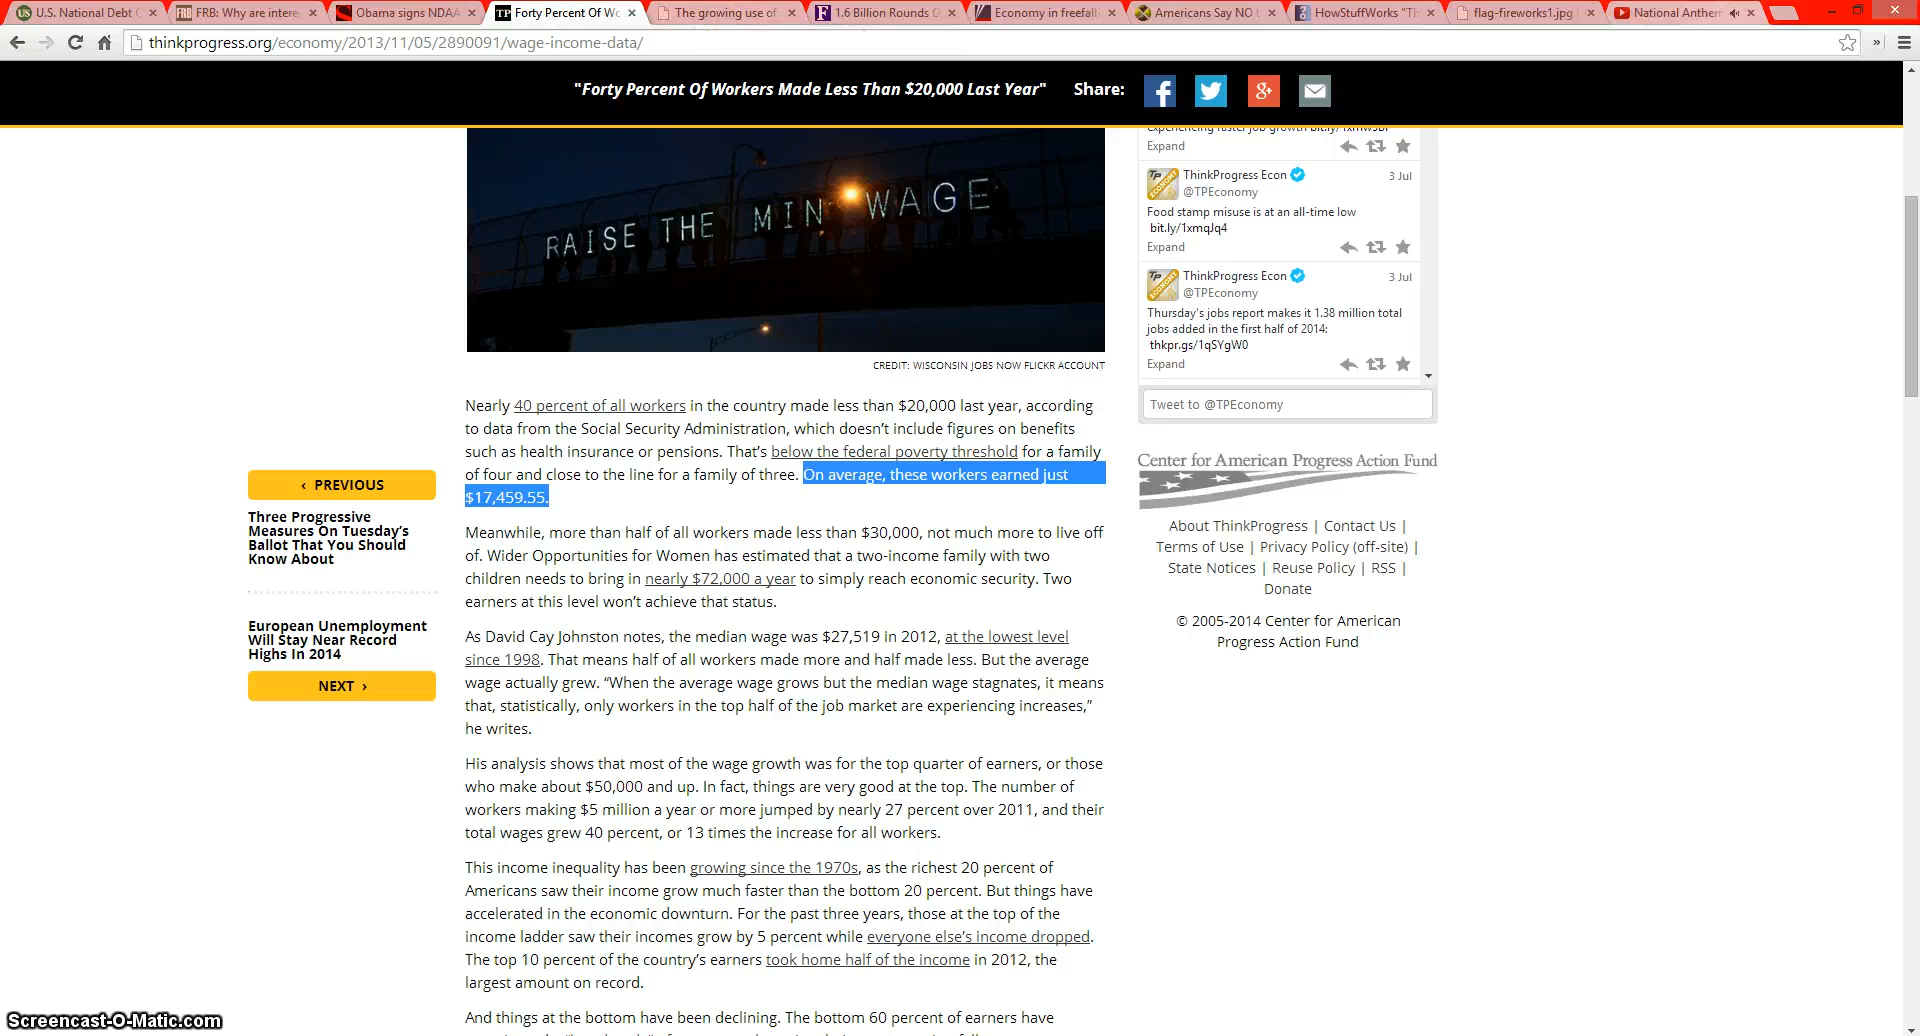 U.S. National Debt C
FRB: Why are intere
Obama signs NDAA
Forty Percent Of Wo
The growing use of
1.6 Billion Rounds O
Economy in freefall
Americans Say NO
HowStuffWorks "Th
flag-fireworks1.jpg
National Anthem
thinkprogress.org/economy/2013/11/05/2890091/wage-income-data/
"Forty Percent Of Workers Made Less Than $20,000 Last Year" Share:
RAISE THE MIN WAGE
CREDIT: WISCONSIN JOBS NOW FLICKR ACCOUNT
Nearly 40 percent of all workers in the country made less than $20,000 last year, according
to data from the Social Security Administration, which doesn’t include figures on benefits
such as health insurance or pensions. That’s below the federal poverty threshold for a family
of four and close to the line for a family of three. On average, these workers earned just
$17,459.55.
Meanwhile, more than half of all workers made less than $30,000, not much more to live off
of. Wider Opportunities for Women has estimated that a two-income family with two
children needs to bring in nearly $72,000 a year to simply reach economic security. Two
earners at this level won’t achieve that status.
As David Cay Johnston notes, the median wage was $27,519 in 2012, at the lowest level
since 1998. That means half of all workers made more and half made less. But the average
wage actually grew. “When the average wage grows but the median wage stagnates, it means
that, statistically, only workers in the top half of the job market are experiencing increases,”
he writes.
His analysis shows that most of the wage growth was for the top quarter of earners, or those
who make about $50,000 and up. In fact, things are very good at the top. The number of
workers making $5 million a year or more jumped by nearly 27 percent over 2011, and their
total wages grew 40 percent, or 13 times the increase for all workers.
This income inequality has been growing since the 1970s, as the richest 20 percent of
Americans saw their income grow much faster than the bottom 20 percent. But things have
accelerated in the economic downturn. For the past three years, those at the top of the
income ladder saw their incomes grow by 5 percent while everyone else’s income dropped.
The top 10 percent of the country’s earners took home half of the income in 2012, the
largest amount on record.
And things at the bottom have been declining. The bottom 60 percent of earners have
‹ PREVIOUS
Three Progressive
Measures On Tuesday’s
Ballot That You Should
Know About
European Unemployment
Will Stay Near Record
Highs In 2014
NEXT ›
Expand
ThinkProgress Econ 3 Jul
@TPEconomy
Food stamp misuse is at an all-time low
bit.ly/1xmqJq4
Expand
ThinkProgress Econ 3 Jul
@TPEconomy
Thursday's jobs report makes it 1.38 million total
jobs added in the first half of 2014:
thkpr.gs/1qSYgW0
Expand
Tweet to @TPEconomy
Center for American Progress Action Fund
About ThinkProgress | Contact Us |
Terms of Use | Privacy Policy (off-site) |
State Notices | Reuse Policy | RSS |
Donate
© 2005-2014 Center for American
Progress Action Fund
Screencast-O-Matic.com